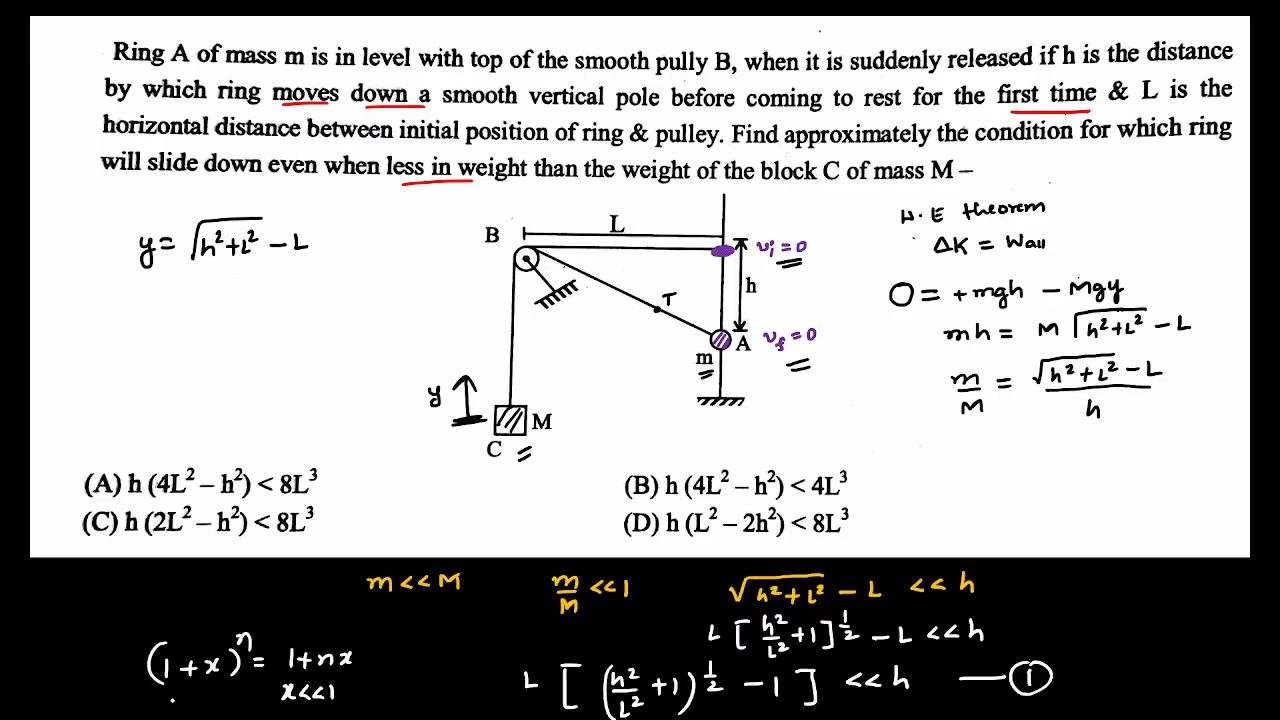 Ring A of mass m is in level with top of the smooth pully B, when it is suddenly released if h is the distance
by which ring moves down a smooth vertical pole before coming to rest for the first time & L is the
horizontal distance between initial position of ring & pulley. Find approximately the condition for which ring
will slide down even when less in weight than the weight of the block C of mass M –
y = √(h² + L²) - L
B
L
v_i = 0
h
T
A
v_f = 0
m
y
M
C
W.E theorem
ΔK = Wall
0 = +mgh - Mgy
mh = M √(h² + L²) - L
m/M = (√(h² + L²) - L)/h
(A) h (4L² – h²) < 8L³
(B) h (4L² – h²) < 4L³
(C) h (2L² – h²) < 8L³
(D) h (L² – 2h²) < 8L³
m << M
m/M << 1
√(h² + L²) - L << h
L [h²/L² + 1]^(1/2) - L << h
(1 + x)^n = 1 + nx
x << 1
L [(h²/L² + 1)^(1/2) - 1] << h — ①